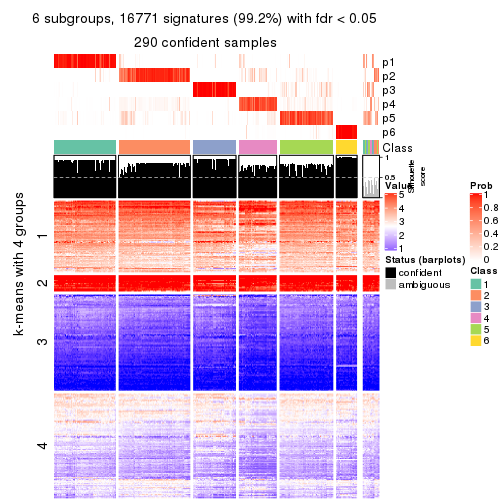 6 subgroups, 16771 signatures (99.2%) with fdr < 0.05
290 confident samples
p1
p2
p3
p4
p5
p6
Class
1
0.5
0
Silhouette
score
k-means with 4 groups
1
2
3
4
Value
5
4
3
2
1
Status (barplots)
confident
ambiguous
Prob
1
0.8
0.6
0.4
0.2
0
Class
1
2
3
4
5
6